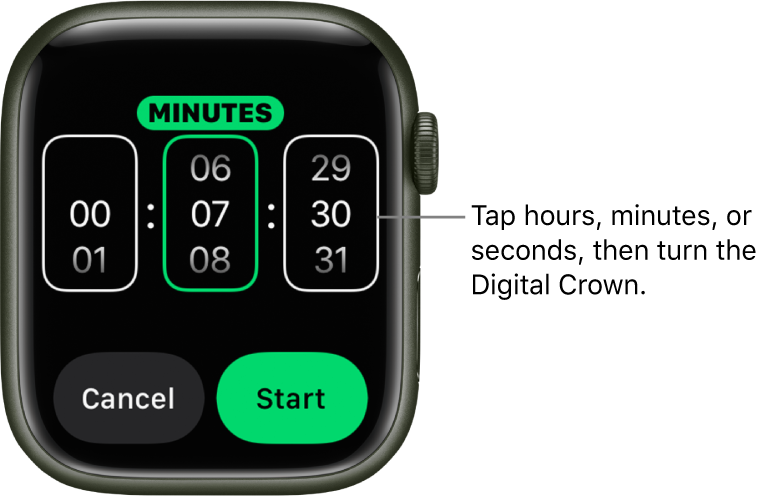 MINUTES
06 29
00 : 07 : 30
01 08 31
Tap hours, minutes, or
seconds, then turn the
Digital Crown.
Cancel Start